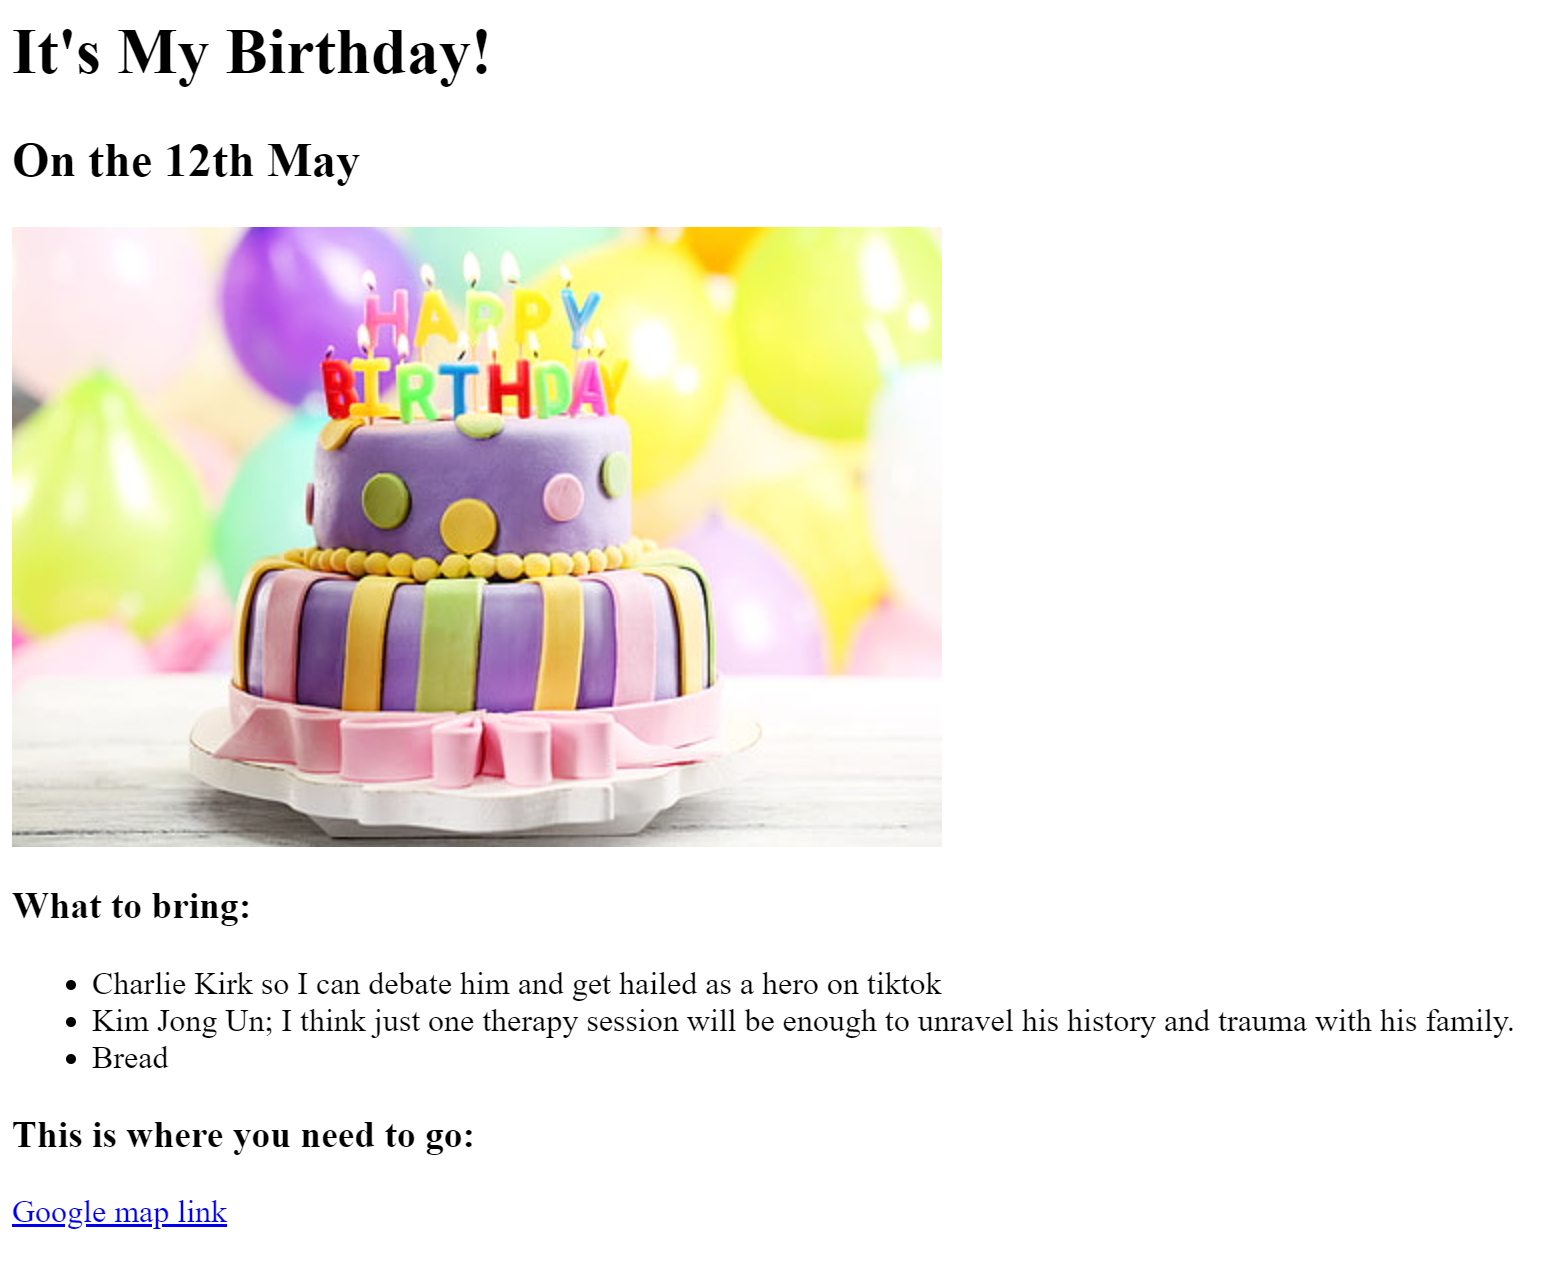 It's My Birthday!
On the 12th May
HAPPY
BIRTHDAY
What to bring:
Charlie Kirk so I can debate him and get hailed as a hero on tiktok
Kim Jong Un; I think just one therapy session will be enough to unravel his history and trauma with his family.
Bread
This is where you need to go:
Google map link